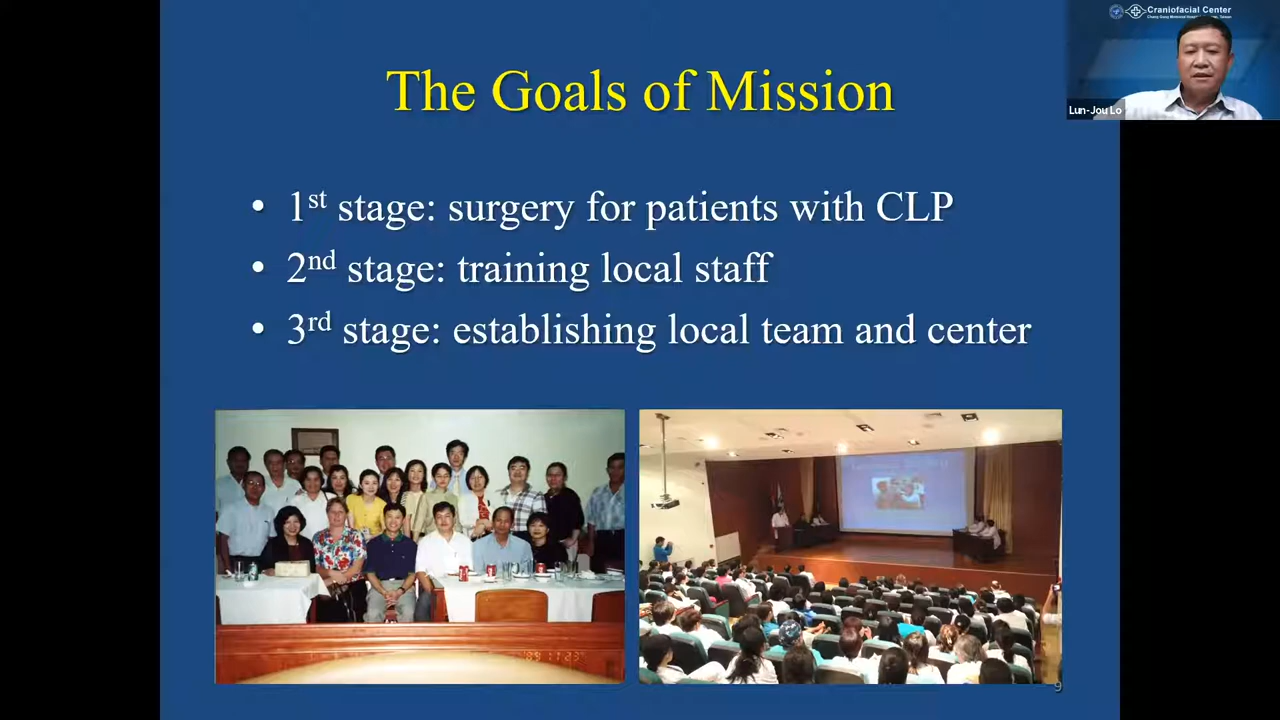 Craniofacial Center
Lun-Jou Lo
The Goals of Mission
• 1st stage: surgery for patients with CLP
• 2nd stage: training local staff
• 3rd stage: establishing local team and center
9